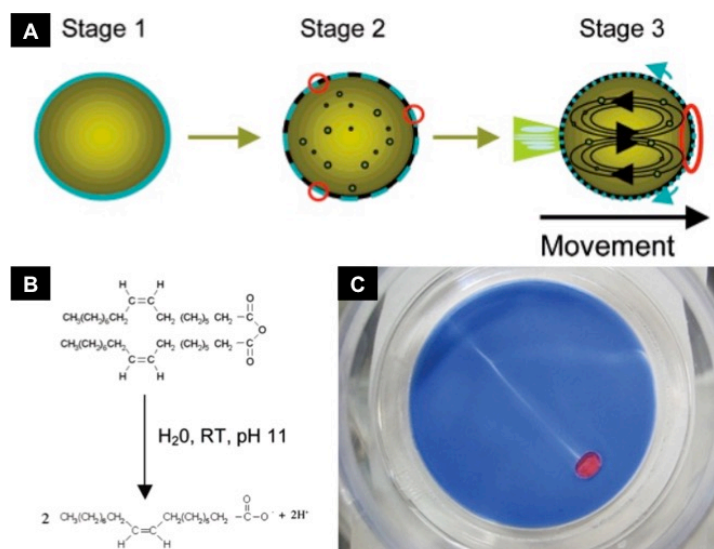 A
Stage 1 Stage 2 Stage 3
Movement
B
H H
C=C
O
CH₃(CH₂)₆CH₂ CH₂ (CH₂)₅ CH₂ —C
O
CH₃(CH₂)₆CH₂ CH₂ (CH₂)₅ CH₂ —C
C=C
O
H H
H₂0, RT, pH 11
O
2 CH₃(CH₂)₆CH₂ CH₂(CH₂)₅CH₂ —C—O⁻ + 2H⁺
C=C
H H
C